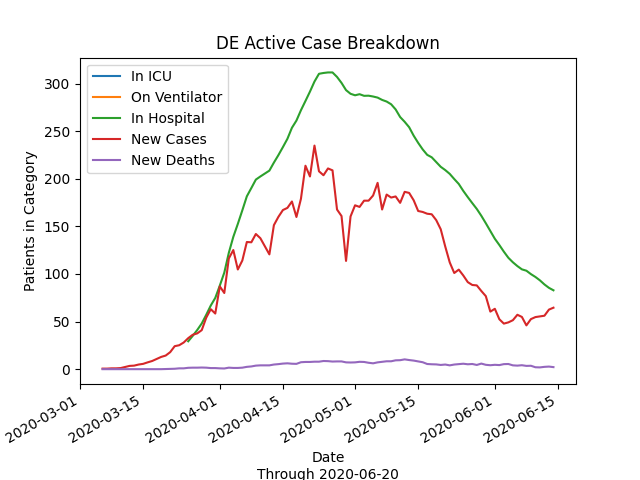 DE Active Case Breakdown
In ICU
On Ventilator
In Hospital
New Cases
New Deaths
Patients in Category
300
250
200
150
100
50
0
2020-03-01
2020-03-15
2020-04-01
2020-04-15
2020-05-01
2020-05-15
2020-06-01
2020-06-15
Date
Through 2020-06-20